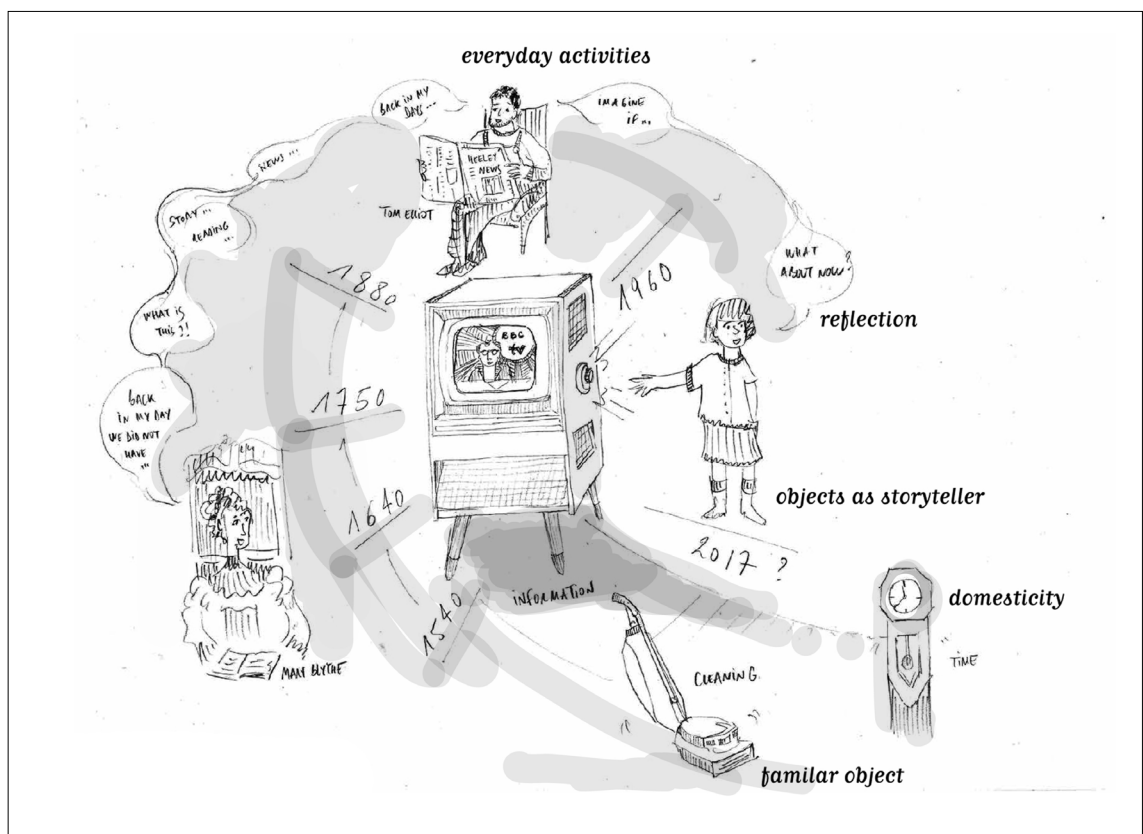 everyday activities
BACK IN MY
DAYS ...
IMAGINE
IF ...
NEWS ...
HEELEY
NEWS
TOM ELLIOT
STORY ...
READING
...
WHAT
ABOUT NOW?
1880
1960
WHAT IS
THIS ?!
BBC
tv
reflection
BACK
IN MY DAY
WE DID NOT
HAVE
...
1750
1640
objects as storyteller
2017 ?
1540
INFORMATION
domesticity
TIME
MARY BLYTHE
CLEANING
familar object